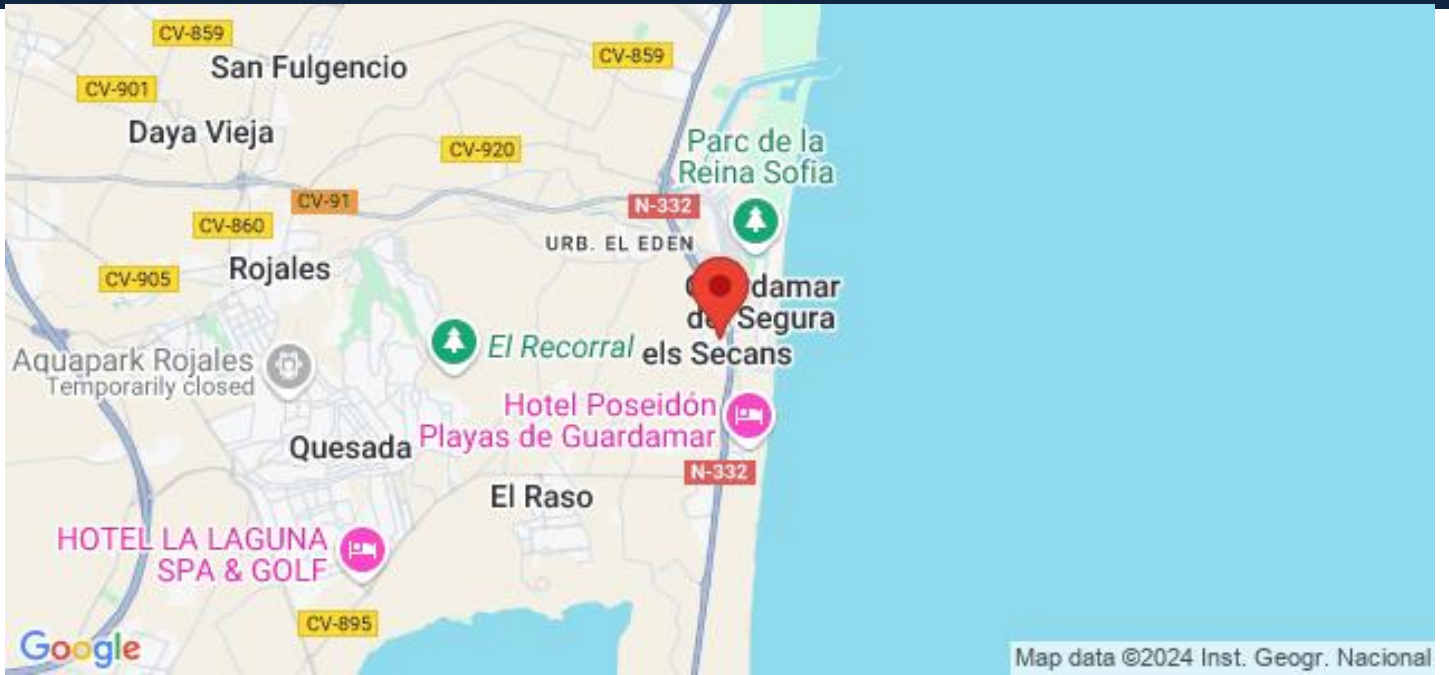 CV-859
San Fulgencio
CV-859
CV-901
Daya Vieja
CV-920
Parc de la
Reina Sofia
CV-91
N-332
CV-860
URB. EL EDEN
Rojales
CV-905
damar
Segura
El Recorral
els Secans
Aquapark Rojales
Temporarily closed
Hotel Poseidón
Playas de Guardamar
Quesada
N-332
El Raso
HOTEL LA LAGUNA
SPA & GOLF
CV-895
Google
Map data ©2024 Inst. Geogr. Nacional